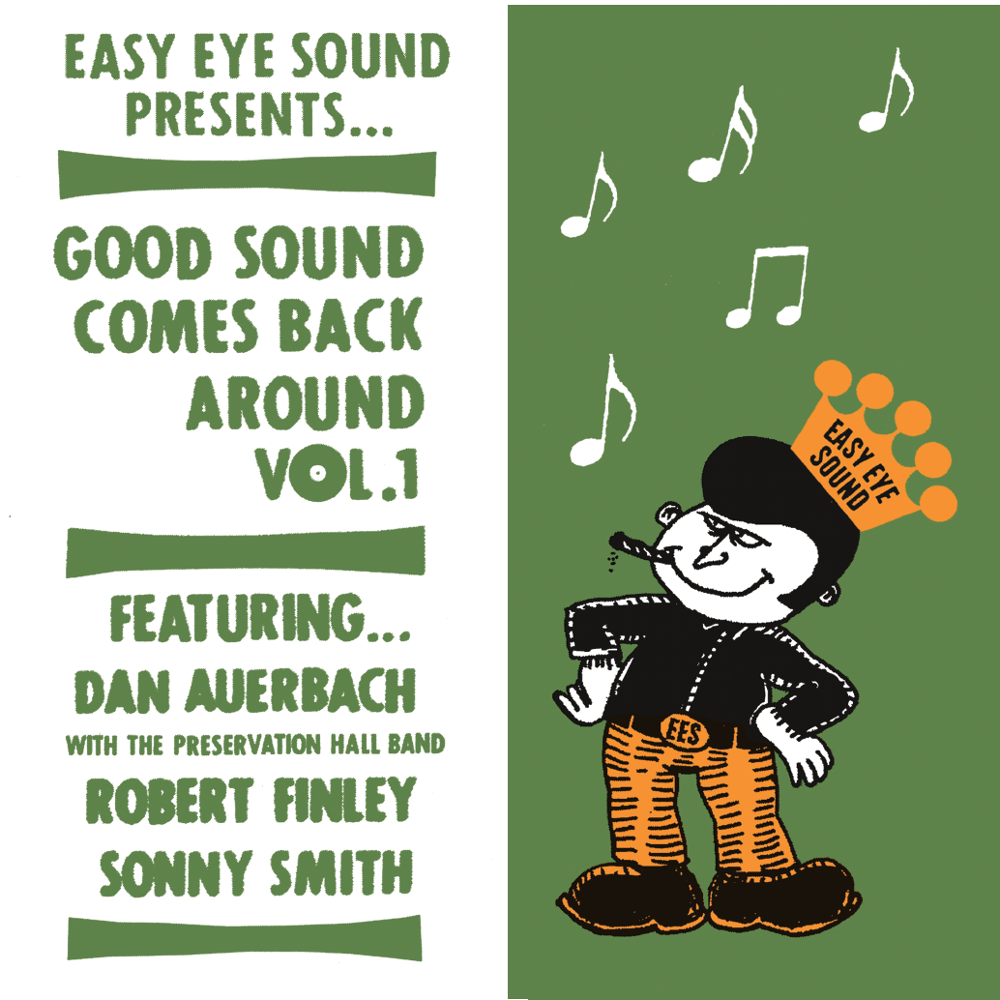 EASY EYE SOUND
PRESENTS...
GOOD SOUND
COMES BACK
AROUND
VOL.1
FEATURING...
DAN AUERBACH
WITH THE PRESERVATION HALL BAND
ROBERT FINLEY
SONNY SMITH
EASY EYE
SOUND
EES